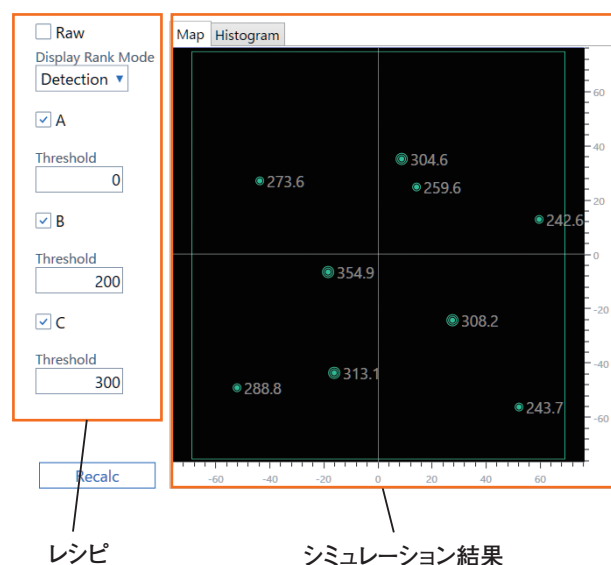 Raw
Display Rank Mode
Detection
A
Threshold
0
B
Threshold
200
C
Threshold
300
Recalc
レシピ
Map Histogram
304.6
273.6
259.6
242.6
354.9
308.2
313.1
288.8
243.7
60
40
20
0
-20
-40
-60
-60 -40 -20 0 20 40 60
シミュレーション結果